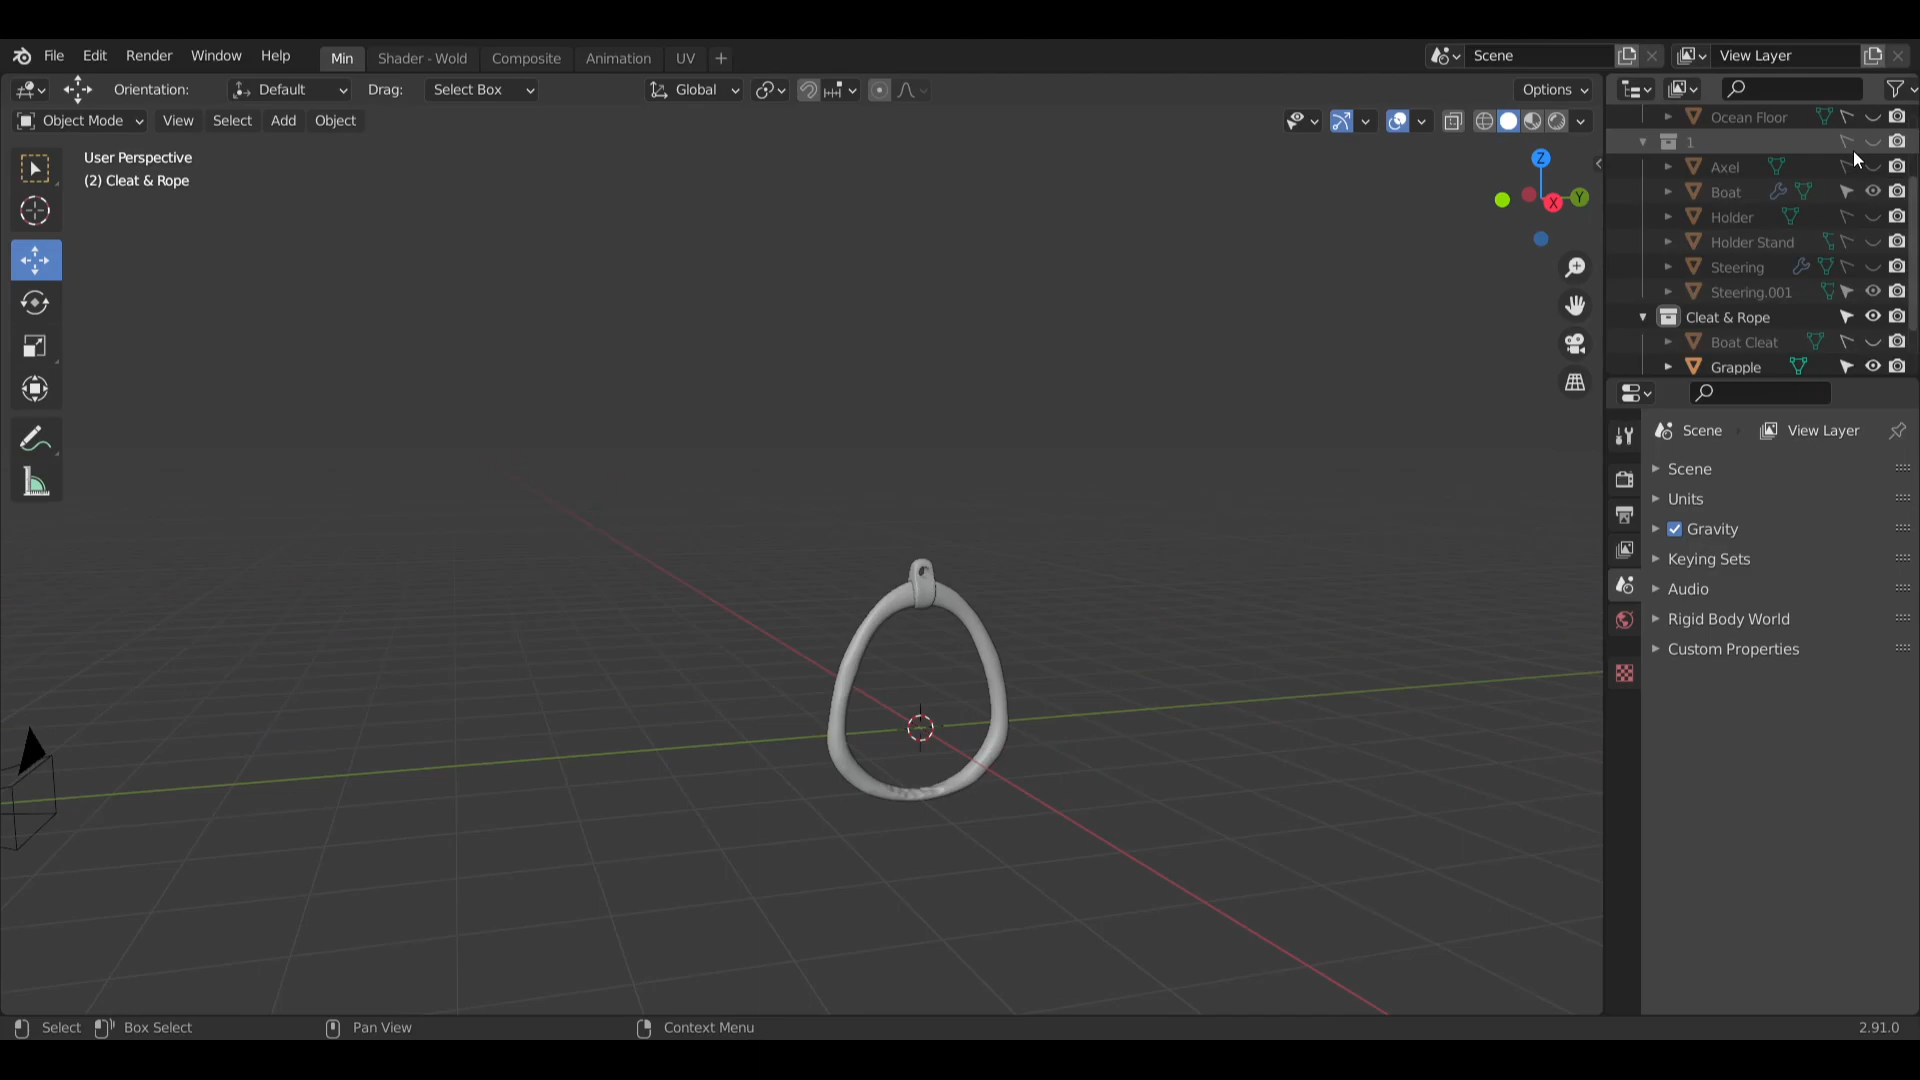 File Edit Render Window Help Min Shader - Wold Composite Animation UV + Scene View Layer
Orientation: Default Drag: Select Box Global Options
Object Mode View Select Add Object
User Perspective
(2) Cleat & Rope
Z
Y
X
Ocean Floor
1
Axel
Boat
Holder
Holder Stand
Steering
Steering.001
Cleat & Rope
Boat Cleat
Grapple
Scene View Layer
Scene
Units
Gravity
Keying Sets
Audio
Rigid Body World
Custom Properties
Select Box Select Pan View Context Menu 2.91.0